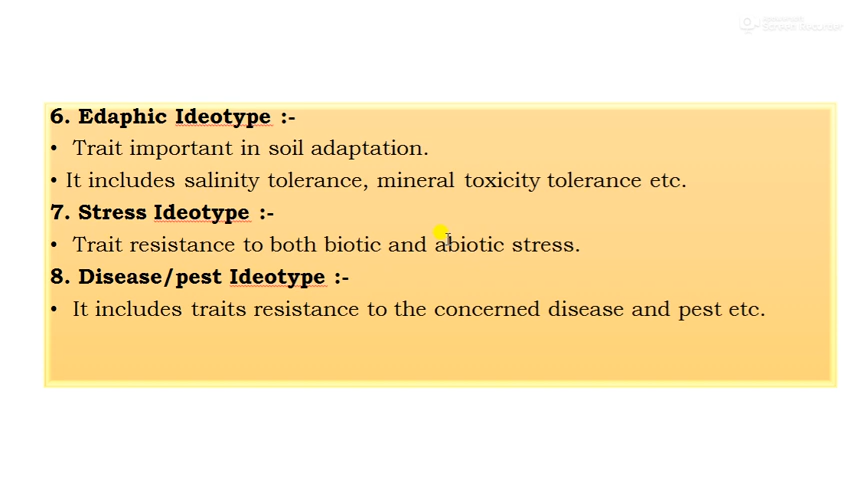 Screen Recorder
6. Edaphic Ideotype :-
• Trait important in soil adaptation.
• It includes salinity tolerance, mineral toxicity tolerance etc.
7. Stress Ideotype :-
• Trait resistance to both biotic and abiotic stress.
8. Disease/pest Ideotype :-
• It includes traits resistance to the concerned disease and pest etc.